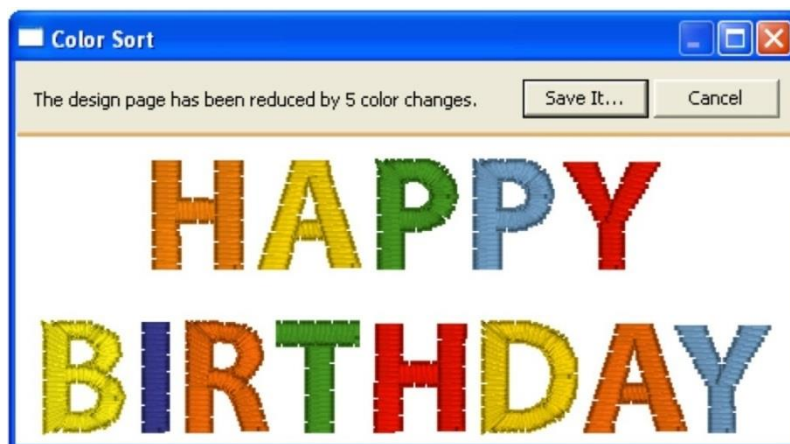 Color Sort
The design page has been reduced by 5 color changes. Save It... Cancel
HAPPY
BIRTHDAY